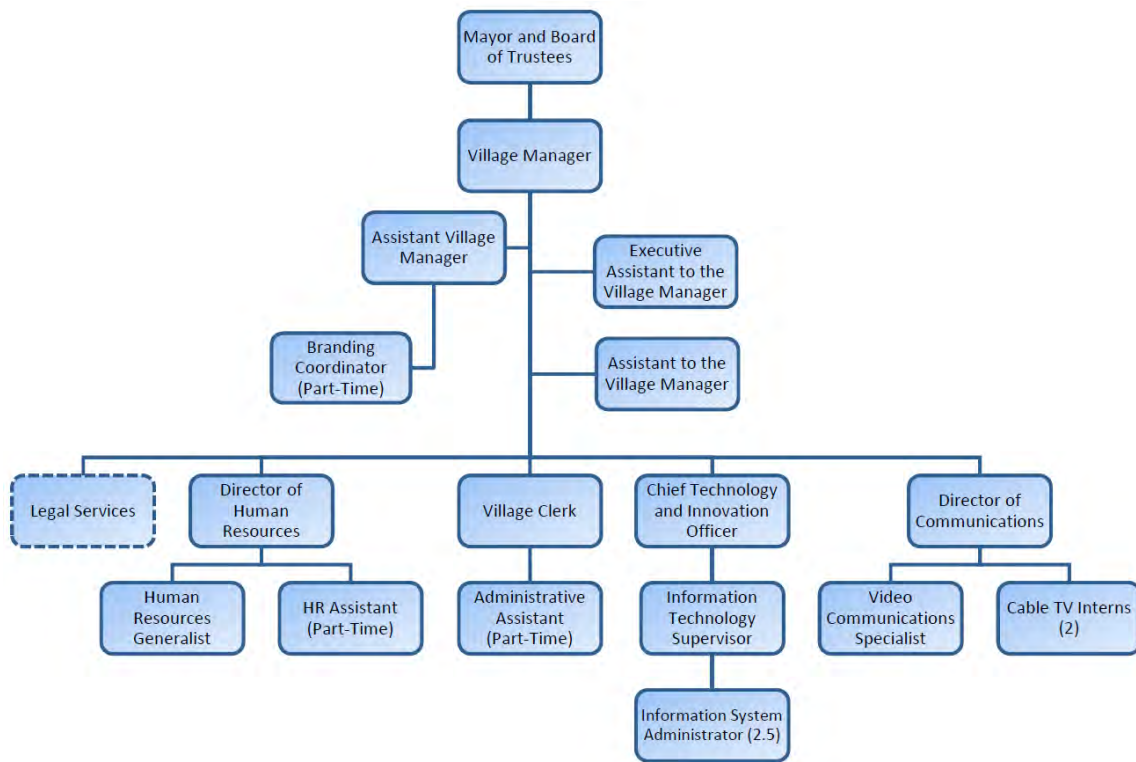 Mayor and Board
of Trustees
Village Manager
Assistant Village
Manager
Executive
Assistant to the
Village Manager
Branding
Coordinator
(Part-Time)
Assistant to the
Village Manager
Legal Services
Director of
Human
Resources
Village Clerk
Chief Technology
and Innovation
Officer
Director of
Communications
Human
Resources
Generalist
HR Assistant
(Part-Time)
Administrative
Assistant
(Part-Time)
Information
Technology
Supervisor
Video
Communications
Specialist
Cable TV Interns
(2)
Information System
Administrator (2.5)